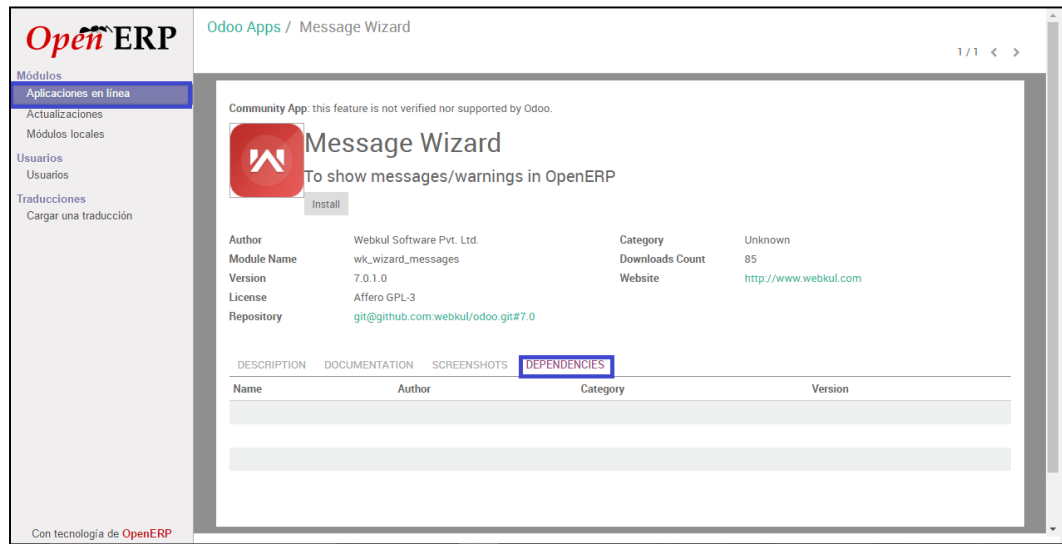 Open ERP
Módulos
Aplicaciones en línea
Actualizaciones
Módulos locales
Usuarios
Usuarios
Traducciones
Cargar una traducción
Con tecnología de OpenERP
Odoo Apps / Message Wizard
1 / 1 < >
Community App: this feature is not verified nor supported by Odoo.
Message Wizard
To show messages/warnings in OpenERP
Install
Author Webkul Software Pvt. Ltd. Category Unknown
Module Name wk_wizard_messages Downloads Count 85
Version 7.0.1.0 Website http://www.webkul.com
License Affero GPL-3
Repository git@github.com:webkul/odoo.git#7.0
DESCRIPTION DOCUMENTATION SCREENSHOTS DEPENDENCIES
Name Author Category Version